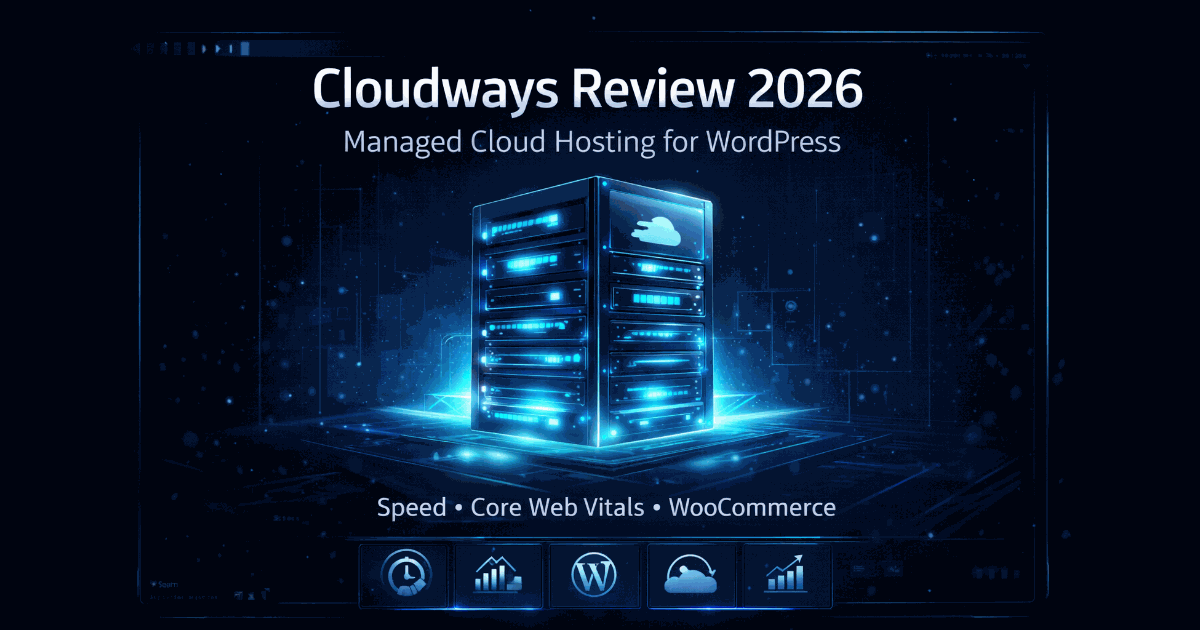 Cloudways Review 2026
Managed Cloud Hosting for WordPress
Speed • Core Web Vitals • WooCommerce